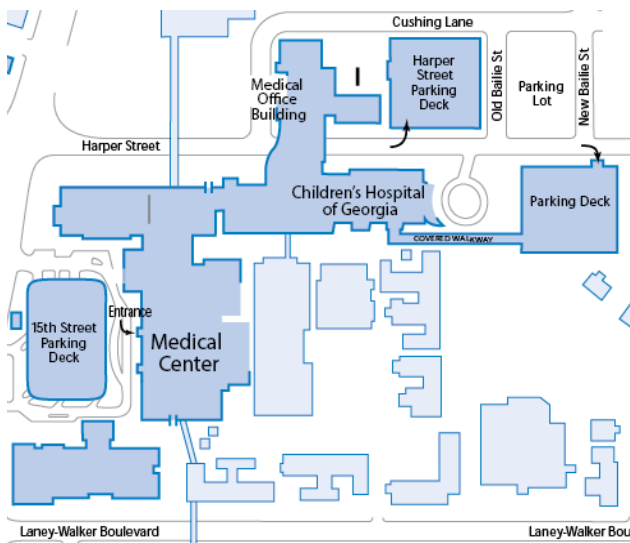 Cushing Lane
Medical
Office
Building
Harper
Street
Parking
Deck
Old Bailie St
Parking
Lot
New Bailie St
Harper Street
Children's Hospital
of Georgia
Parking Deck
COVERED WALKWAY
Entrance
15th Street
Parking
Deck
Medical
Center
Laney-Walker Boulevard
Laney-Walker Bou